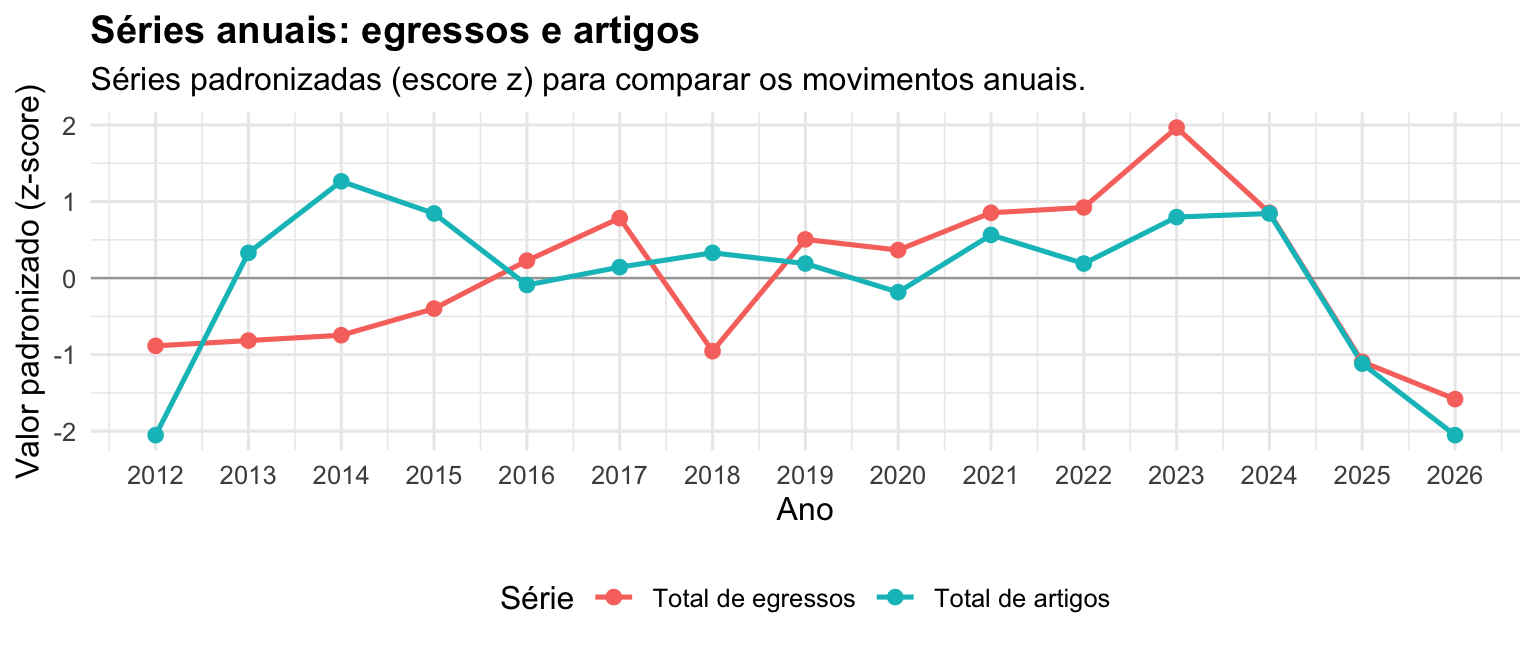 Séries anuais: egressos e artigos
Séries padronizadas (escore z) para comparar os movimentos anuais.
Valor padronizado (z-score)
2
1
0
-1
-2
2012 2013 2014 2015 2016 2017 2018 2019 2020 2021 2022 2023 2024 2025 2026
Ano
Série Total de egressos Total de artigos